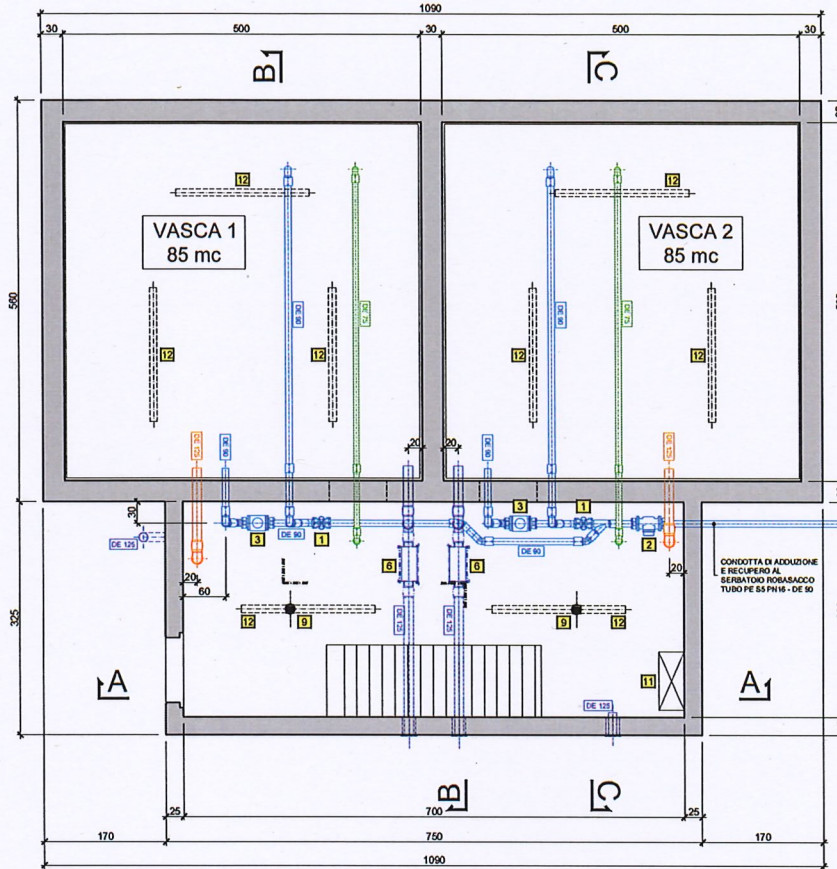 1090
30
500
30
500
30
B
C
12
12
VASCA 1
85 mc
VASCA 2
85 mc
560
DE 90
DE 75
DE 90
DE 75
12
12
12
12
DE 125
DE 90
20
20
DE 90
DE 125
30
3
1
3
1
2
DE 125
DE 90
DE 90
20
60
6
6
20
CONDOTTA DI ADDUZIONE
E RECUPERO AL
SERBATOIO ROBASACCO
TUBO PE S5 PN16 - DE 90
325
12
9
9
12
DE 125
DE 125
11
A
A
DE 125
B
C
25
700
25
170
750
170
1090